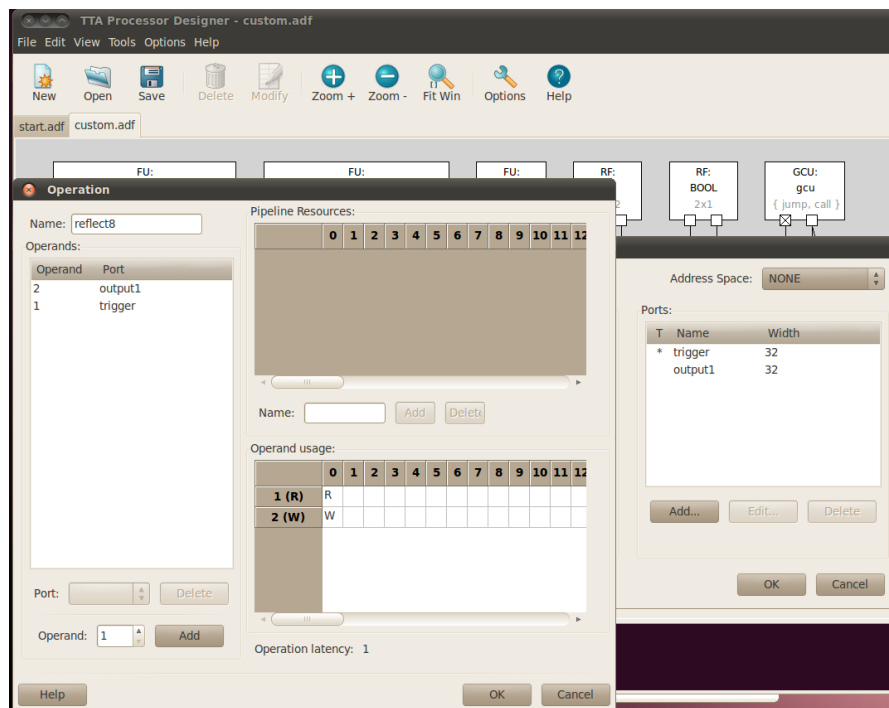 TTA Processor Designer - custom.adf
File Edit View Tools Options Help
New Open Save Delete Modify Zoom + Zoom - Fit Win Options Help
start.adf custom.adf
FU: FU: FU: RF: RF: GCU:
BOOL gcu
2 2x1 { jump, call }
Operation
Name: reflect8
Operands:
Operand Port
2 output1
1 trigger
Port: Delete
Operand: 1 Add
Pipeline Resources:
0 1 2 3 4 5 6 7 8 9 10 11 12
Name: Add Delete
Operand usage:
0 1 2 3 4 5 6 7 8 9 10 11 12
1 (R) R
2 (W) W
Operation latency: 1
Help OK Cancel
Address Space: NONE
Ports:
T Name Width
* trigger 32
output1 32
Add... Edit... Delete
OK Cancel